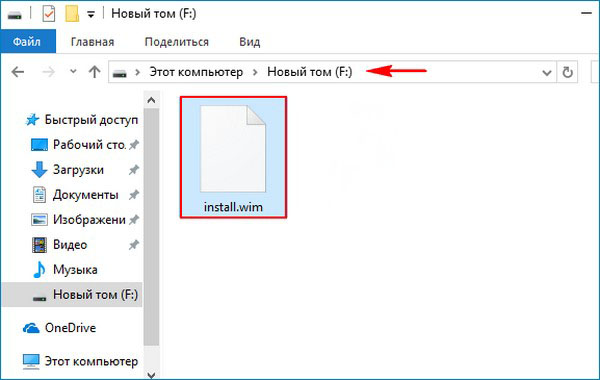 Новый том (F:)
Файл
Главная
Поделиться
Вид
Этот компьютер
Новый том (F:)
Быстрый доступ
Рабочий сто.
Загрузки
Документы
Изображени
Видео
Музыка
Новый том (F:)
OneDrive
Этот компьютер
install.wim